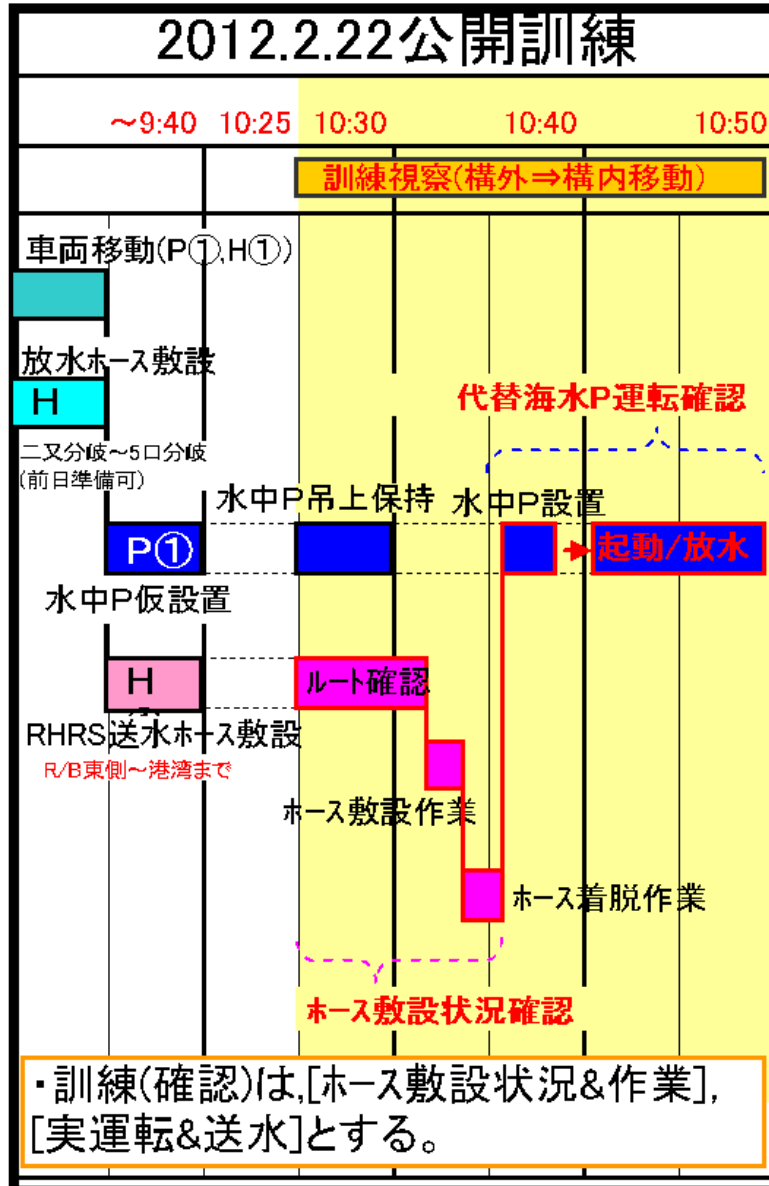 2012.2.22公開訓練
～9:40 10:25 10:30 10:40 10:50
訓練視察(構外⇒構内移動)
車両移動(P①,H①)
放水ホース敷設
H
代替海水P運転確認
二又分岐～5口分岐
(前日準備可)
水中P吊上保持 水中P設置
P① 起動/放水
水中P仮設置
H ルート確認
RHRS送水ホース敷設
R/B東側～港湾まで
ホース敷設作業
ホース着脱作業
ホース敷設状況確認
・訓練(確認)は,[ホース敷設状況&作業],
[実運転&送水]とする。